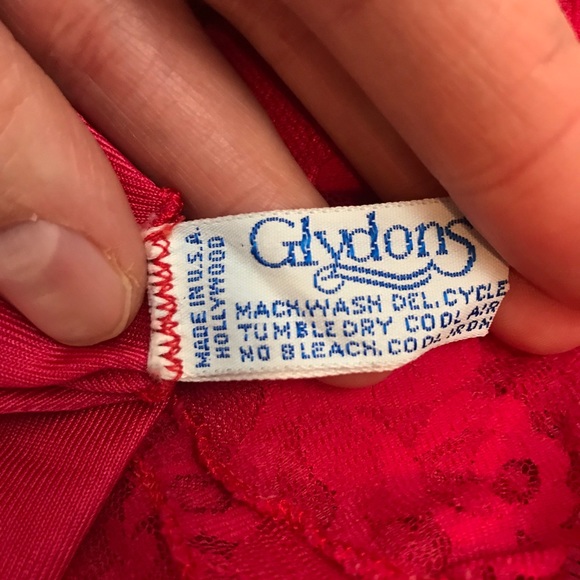 Glydons
MACH.WASH DEL.CYCLE
TUMBLE DRY COOL AIR
NO BLEACH.COOL IRON
MADE IN U.S.A.
HOLLYWOOD